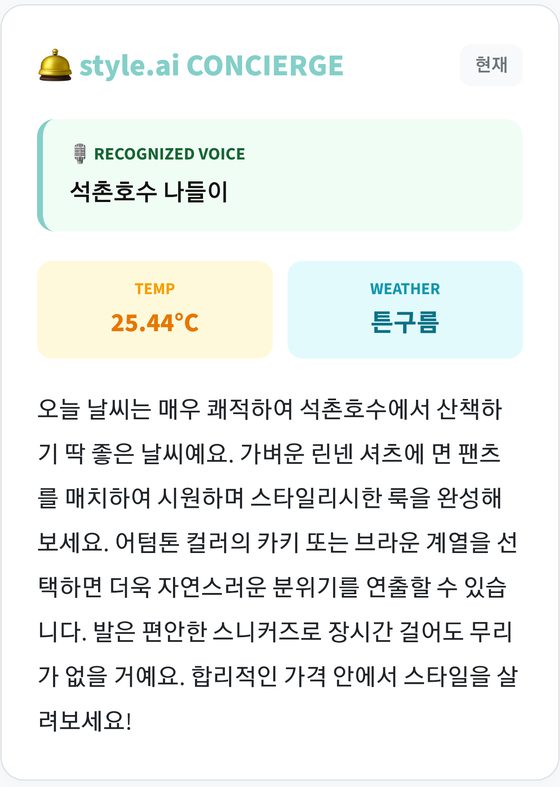 style.ai CONCIERGE
현재
RECOGNIZED VOICE
석촌호수 나들이
TEMP
25.44°C
WEATHER
튼구름
오늘 날씨는 매우 쾌적하여 석촌호수에서 산책하
기 딱 좋은 날씨예요. 가벼운 린넨 셔츠에 면 팬츠
를 매치하여 시원하며 스타일리시한 룩을 완성해
보세요. 어텀톤 컬러의 카키 또는 브라운 계열을 선
택하면 더욱 자연스러운 분위기를 연출할 수 있습
니다. 발은 편안한 스니커즈로 장시간 걸어도 무리
가 없을 거예요. 합리적인 가격 안에서 스타일을 살
려보세요!